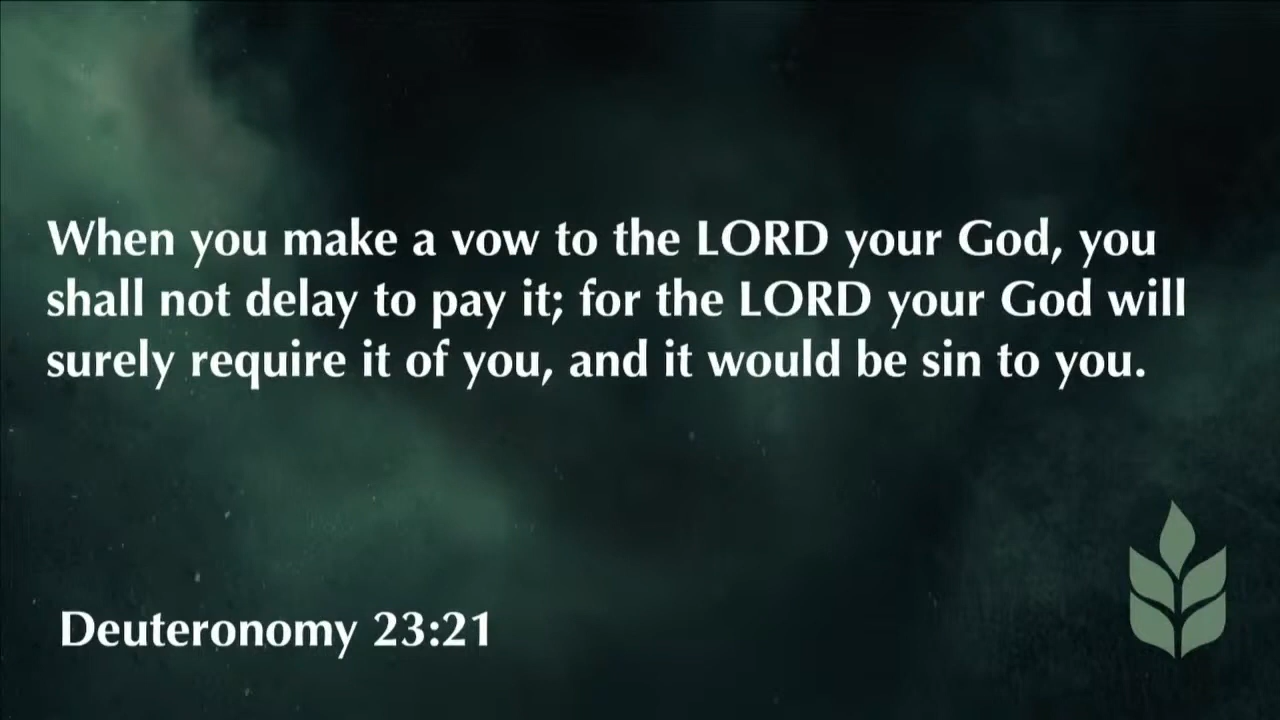 When you make a vow to the LORD your God, you
shall not delay to pay it; for the LORD your God will
surely require it of you, and it would be sin to you.
Deuteronomy 23:21